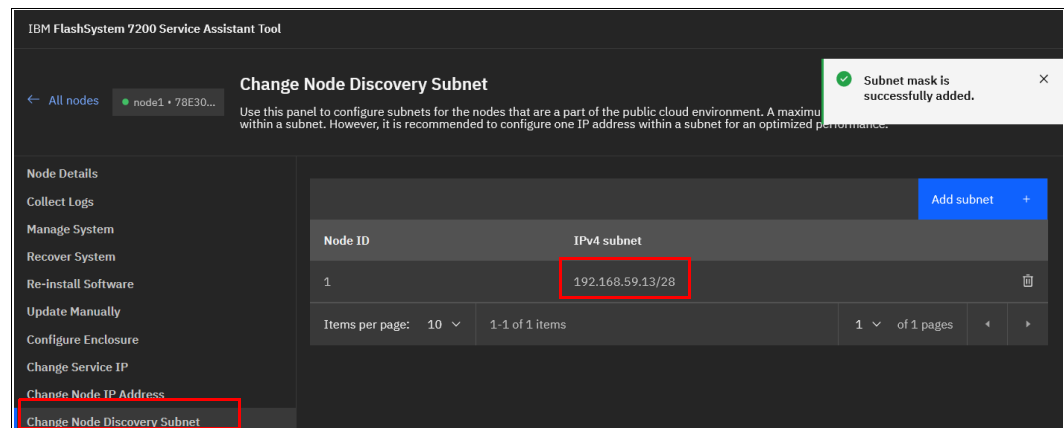 IBM FlashSystem 7200 Service Assistant Tool
← All nodes
node1 • 78E30...
Change Node Discovery Subnet
Use this panel to configure subnets for the nodes that are a part of the public cloud environment. A maximu
within a subnet. However, it is recommended to configure one IP address within a subnet for an optimized performance.
Subnet mask is
successfully added.
Node Details
Collect Logs
Manage System
Recover System
Re-install Software
Update Manually
Configure Enclosure
Change Service IP
Change Node IP Address
Change Node Discovery Subnet
Add subnet +
Node ID IPv4 subnet
1 192.168.59.13/28
Items per page: 10 1-1 of 1 items 1 of 1 pages